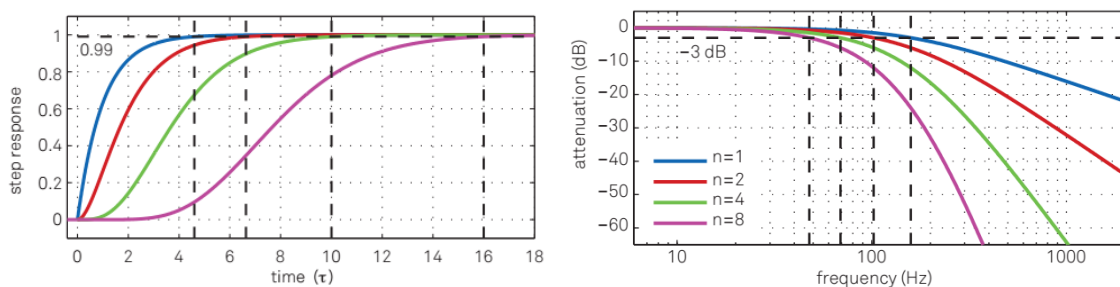 step response
1
0.8
0.6
0.4
0.2
0
0.99
0 2 4 6 8 10 12 14 16 18
time (τ)
attenuation (dB)
0
−10
−20
−30
−40
−50
−60
−3 dB
n=1
n=2
n=4
n=8
10 100 1000
frequency (Hz)